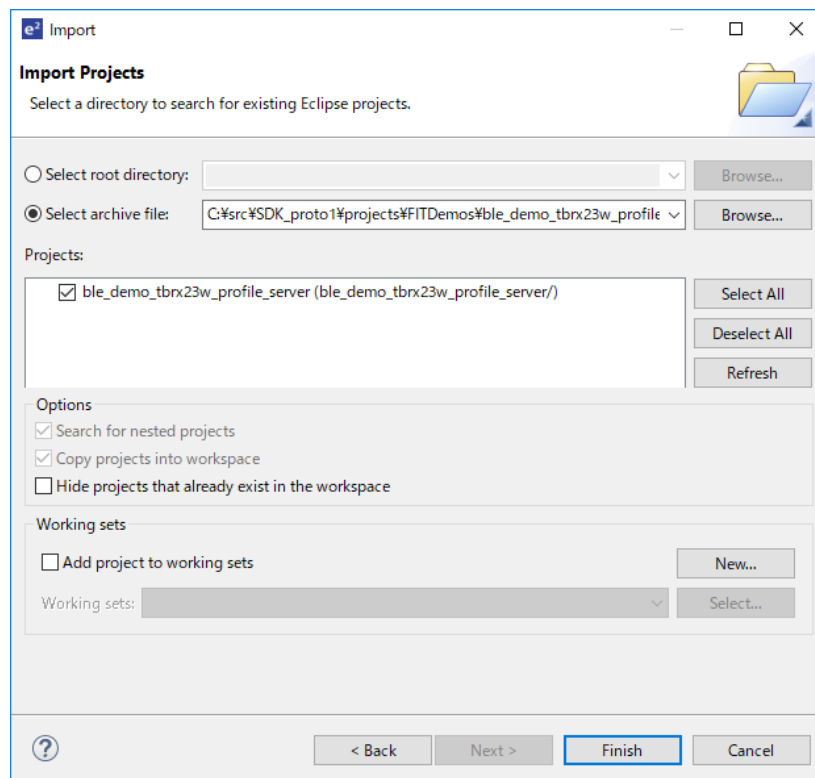 e² Import
Import Projects
Select a directory to search for existing Eclipse projects.
Select root directory:
Browse...
Select archive file:
C:¥src¥SDK_proto1¥projects¥FITDemos¥ble_demo_tbrx23w_profile
Browse...
Projects:
ble_demo_tbrx23w_profile_server (ble_demo_tbrx23w_profile_server/)
Select All
Deselect All
Refresh
Options
Search for nested projects
Copy projects into workspace
Hide projects that already exist in the workspace
Working sets
Add project to working sets
New...
Working sets:
Select...
?
< Back
Next >
Finish
Cancel